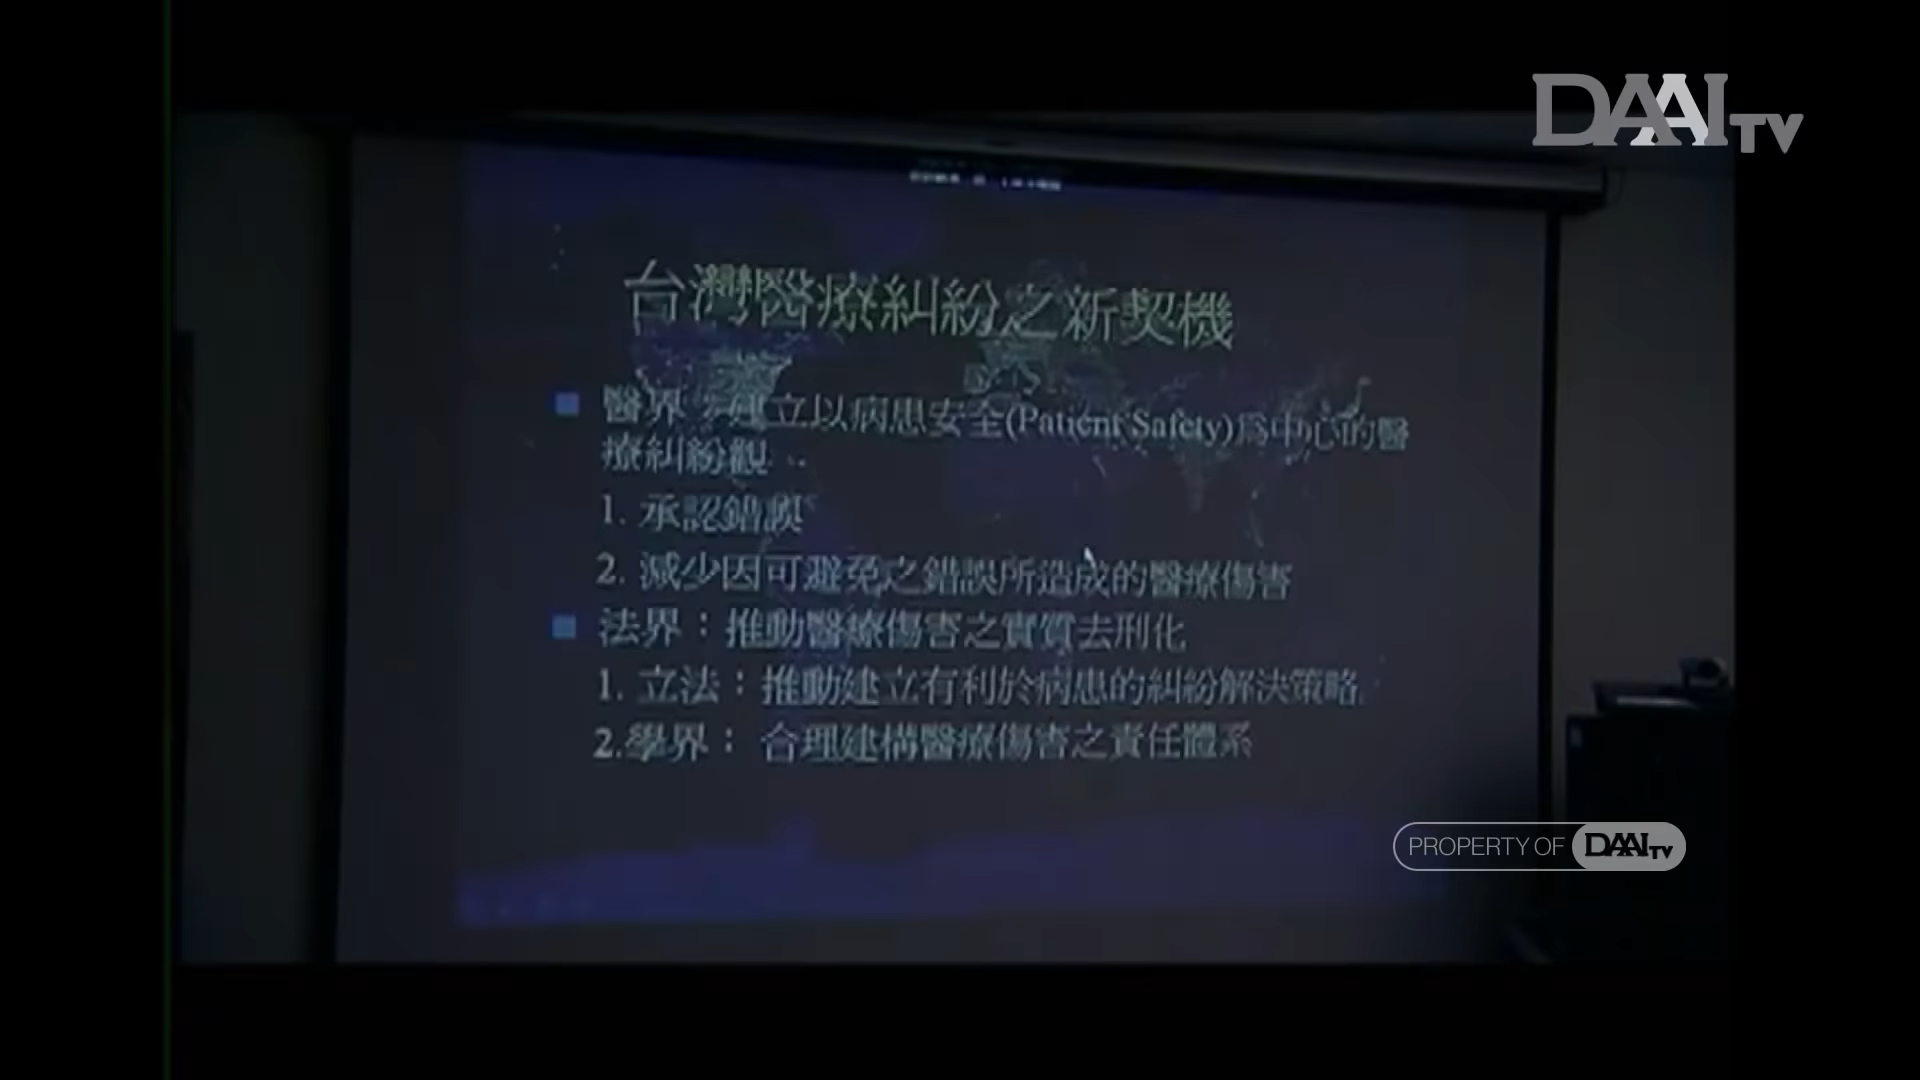 DAAI TV
台灣醫療糾紛之新契機
■ 醫界：建立以病患安全(Patient Safety)為中心的醫
療糾紛觀
1. 承認錯誤
2. 減少因可避免之錯誤所造成的醫療傷害
■ 法界：推動醫療傷害之實質去刑化
1. 立法：推動建立有利於病患的糾紛解決策略
2.學界： 合理建構醫療傷害之責任體系
PROPERTY OF DAAI TV